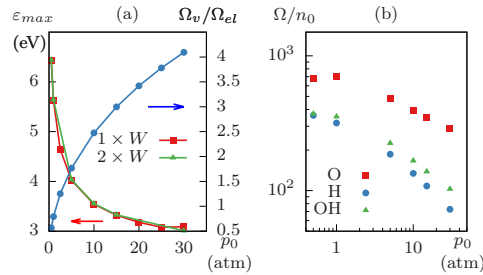 ε_max (a) Ω_v/Ω_el Ω/n_0 (b)
(eV)
10^3
6 4
3.5
5 3
1 × W 2.5
2 × W 2
4 1.5
10^2
O
H
OH
1
3 0.5
0 10 20 30 p_0 1 10 p_0
(atm) (atm)